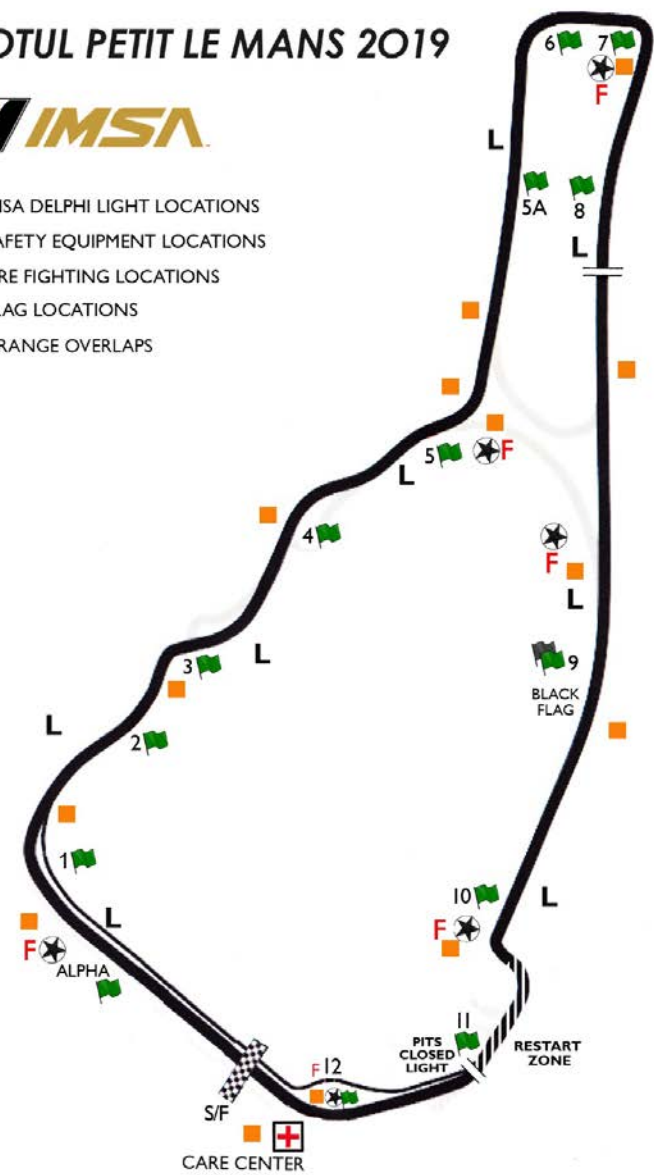 OTUL PETIT LE MANS 2019
IMSA
MSA DELPHI LIGHT LOCATIONS
AFETY EQUIPMENT LOCATIONS
RE FIGHTING LOCATIONS
LAG LOCATIONS
RANGE OVERLAPS
6
7
F
L
5A
8
L
5
F
L
4
F
L
3
L
9
BLACK
FLAG
L
2
1
10
L
F
L
F
ALPHA
11
PITS
CLOSED
LIGHT
RESTART
ZONE
F 12
S/F
CARE CENTER